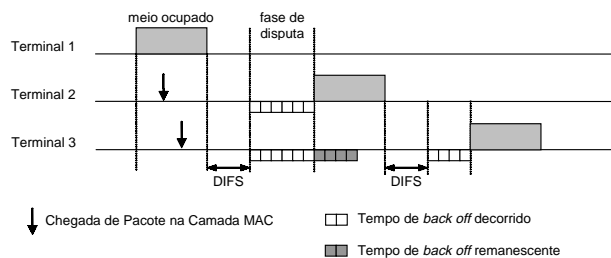 meio ocupado
fase de
disputa
Terminal 1
Terminal 2
Terminal 3
DIFS
DIFS
Chegada de Pacote na Camada MAC
Tempo de back off decorrido
Tempo de back off remanescente